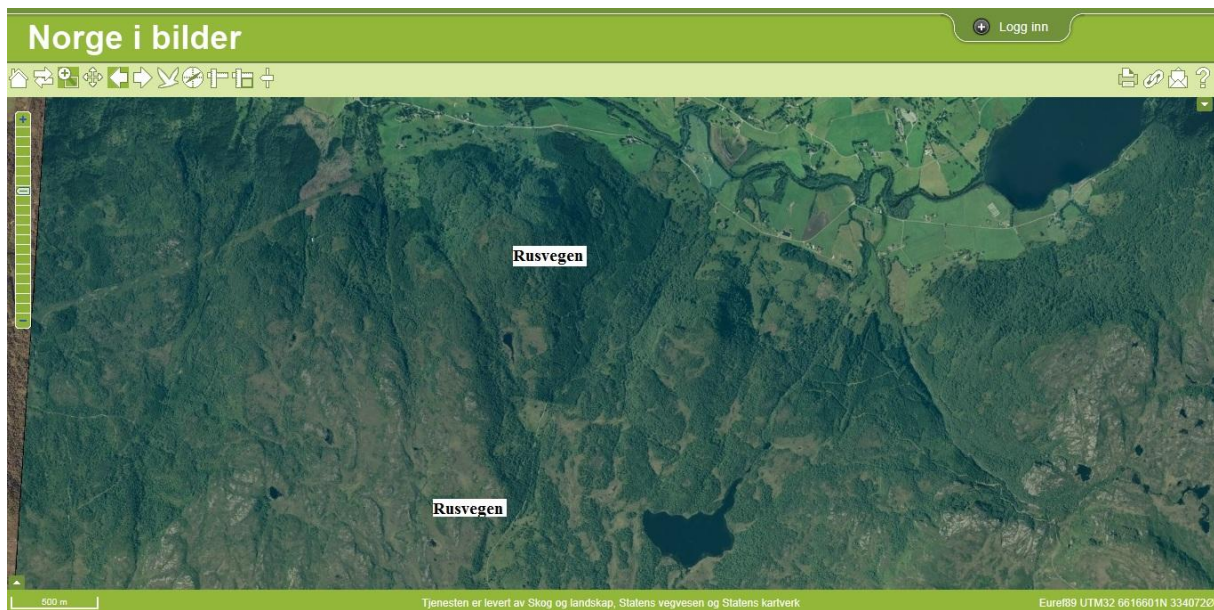 Norge i bilder
Logg inn
Rusvegen
Rusvegen
500 m
Tjenesten er levert av Skog og landskap, Statens vegvesen og Statens kartverk
Euref89 UTM32 6616601N 334072Ø